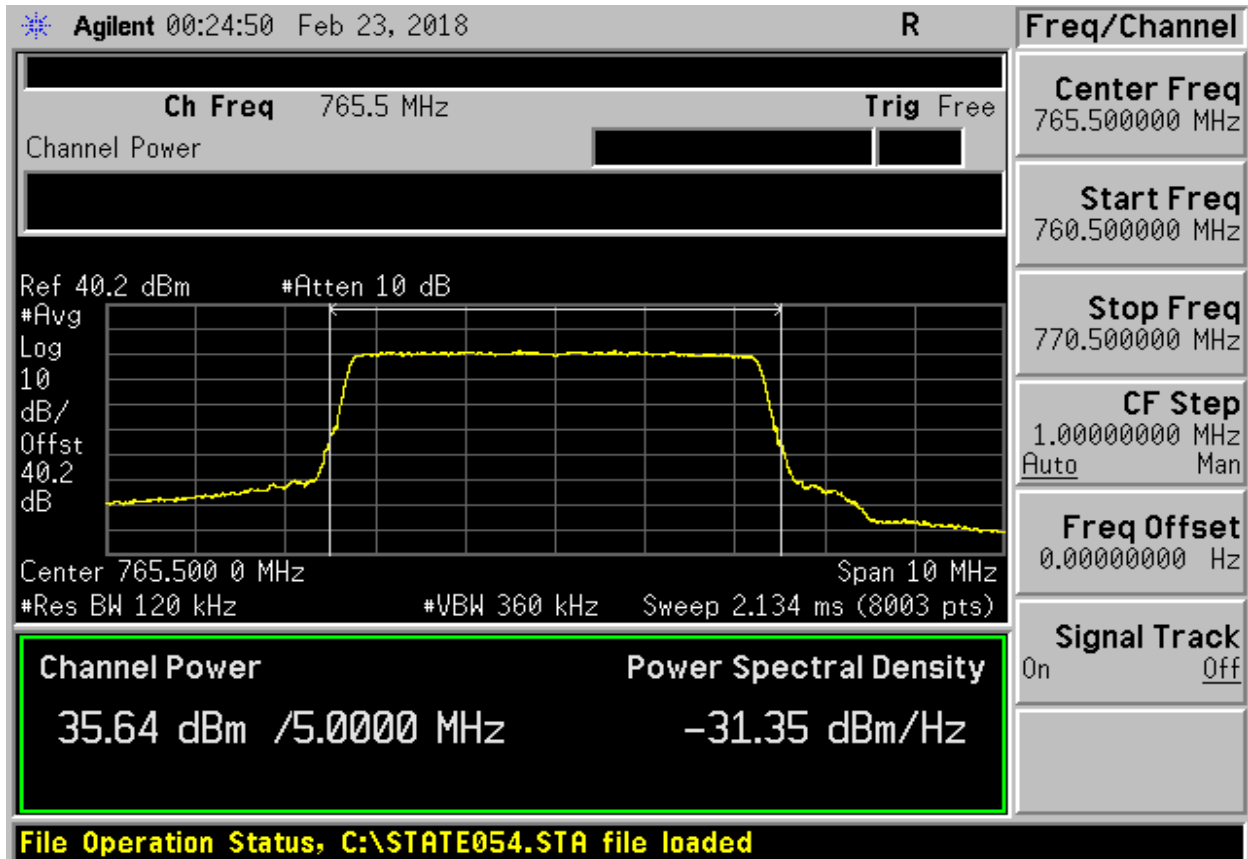 Agilent 00:24:50 Feb 23, 2018 R
Freq/Channel
Ch Freq 765.5 MHz Trig Free
Channel Power
Center Freq
765.500000 MHz
Start Freq
760.500000 MHz
Stop Freq
770.500000 MHz
CF Step
1.00000000 MHz
Auto Man
Freq Offset
0.00000000 Hz
Signal Track
On Off
Ref 40.2 dBm #Atten 10 dB
#Avg
Log
10
dB/
Offst
40.2
dB
Center 765.500 0 MHz Span 10 MHz
#Res BW 120 kHz #VBW 360 kHz Sweep 2.134 ms (8003 pts)
Channel Power Power Spectral Density
35.64 dBm /5.0000 MHz -31.35 dBm/Hz
File Operation Status, C:\STATE054.STA file loaded